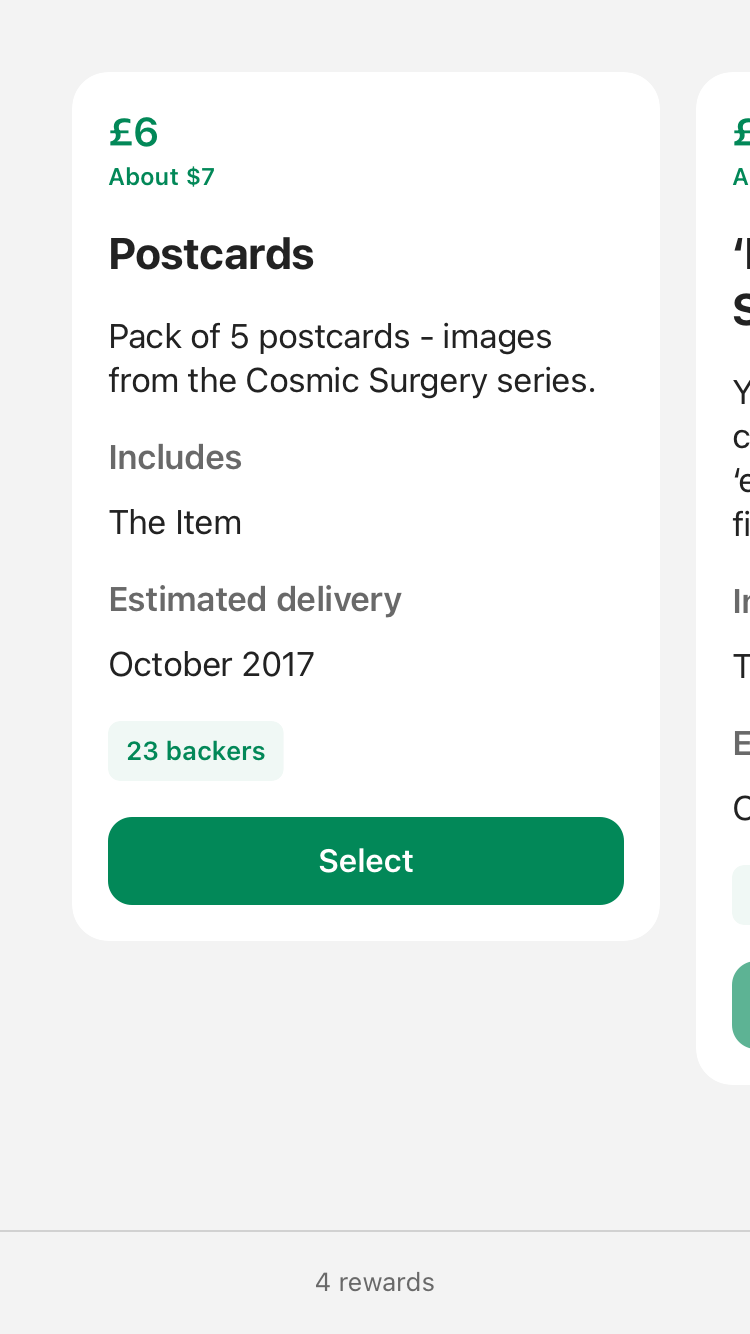 £6
About $7
Postcards
Pack of 5 postcards - images
from the Cosmic Surgery series.
Includes
The Item
Estimated delivery
October 2017
23 backers
Select
4 rewards